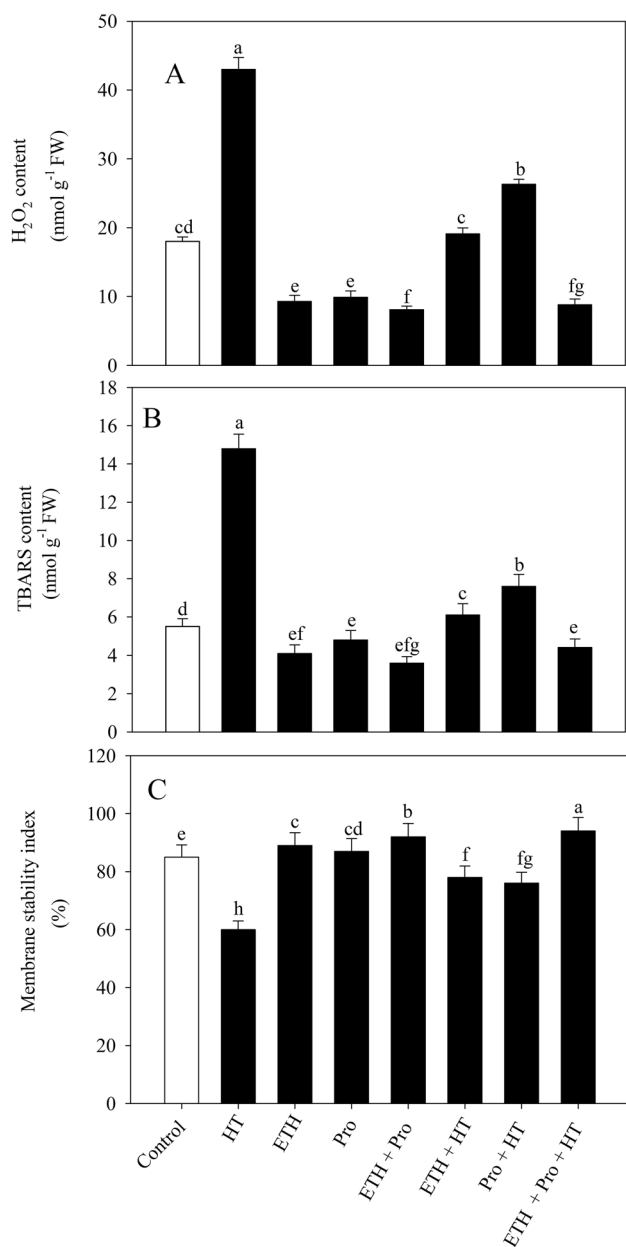 A
H₂O₂ content
(nmol g⁻¹ FW)
50
40
30
20
10
0
cd
a
e
e
f
c
b
fg
B
TBARS content
(nmol g⁻¹ FW)
18
16
14
12
10
8
6
4
2
0
d
a
ef
e
efg
c
b
e
C
Membrane stability index
(%)
120
100
80
60
40
20
0
e
h
c
cd
b
f
fg
a
Control
HT
ETH
Pro
ETH + Pro
ETH + HT
Pro + HT
ETH + Pro + HT